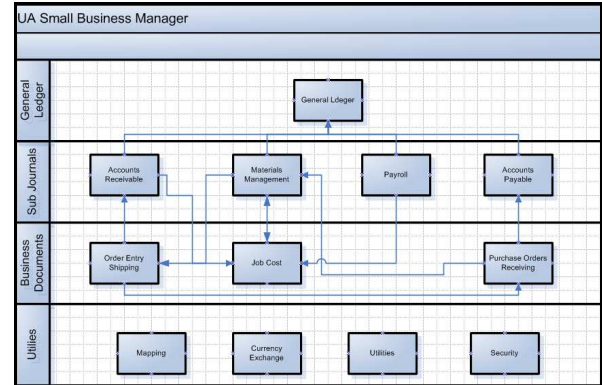 UA Small Business Manager
General
Ledger
General Ldeger
Sub Journals
Accounts
Receivable
Materials
Management
Payroll
Accounts
Payable
Business
Documents
Order Entry
Shipping
Job Cost
Purchase Orders
Receiving
Utilies
Mapping
Currency
Exchange
Utilities
Security